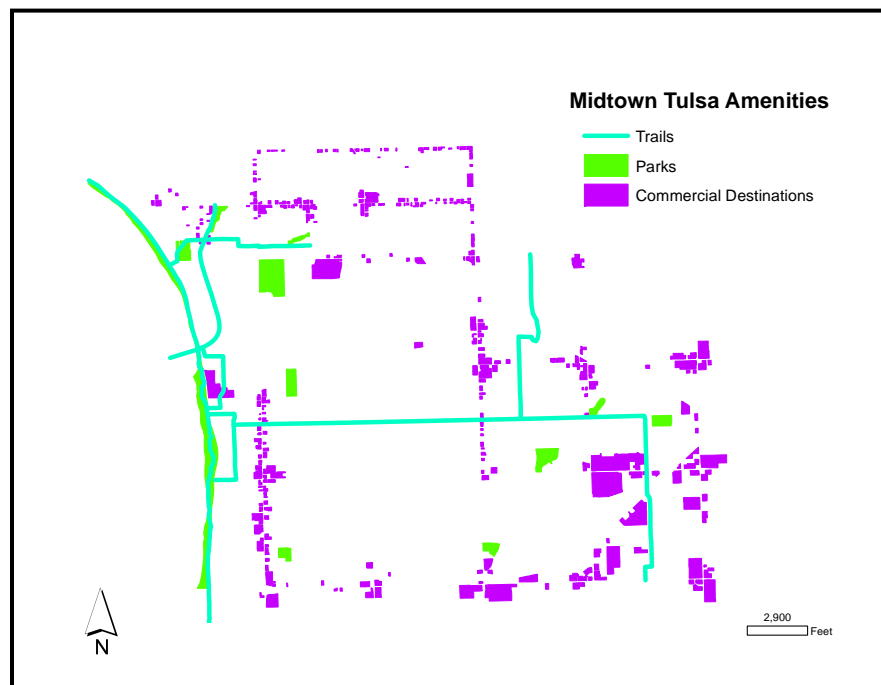 Midtown Tulsa Amenities
Trails
Parks
Commercial Destinations
N
2,900
Feet